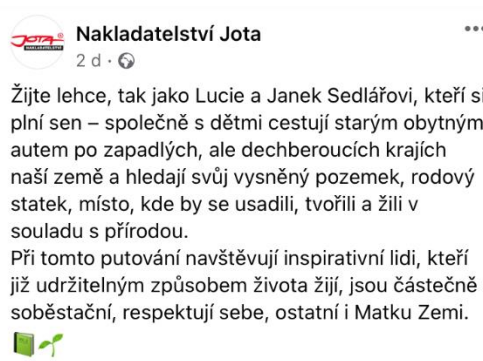 JOTA®
NAKLADATELSTVÍ
Nakladatelství Jota
2 d ·
Žijte lehce, tak jako Lucie a Janek Sedlářovi, kteří si
plní sen – společně s dětmi cestují starým obytným
autem po zapadlých, ale dechberoucích krajích
naší země a hledají svůj vysněný pozemek, rodový
statek, místo, kde by se usadili, tvořili a žili v
souladu s přírodou.
Při tomto putování navštěvují inspirativní lidi, kteří
již udržitelným způsobem života žijí, jsou částečně
soběstační, respektují sebe, ostatní i Matku Zemi.
📗🌱